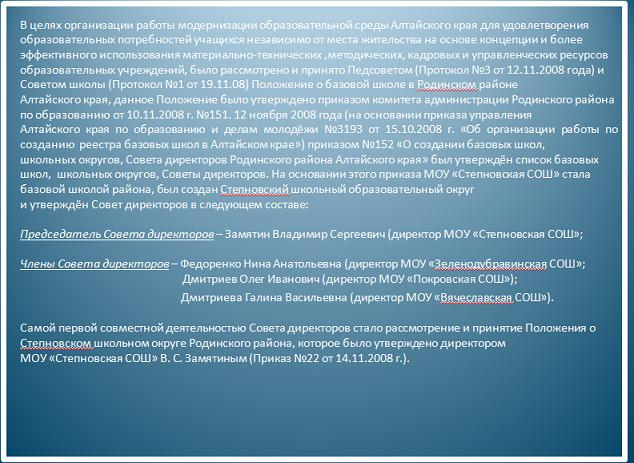 В целях организации работы модернизации образовательной среды Алтайского края для удовлетворения
образовательных потребностей учащихся независимо от места жительства на основе концепции и более
эффективного использования материально-технических ,методических, кадровых и управленческих ресурсов
образовательных учреждений, было рассмотрено и принято Педсоветом (Протокол №3 от 12.11.2008 года) и
Советом школы (Протокол №1 от 19.11.08) Положение о базовой школе в Родинском районе
Алтайского края, данное Положение было утверждено приказом комитета администрации Родинского района
по образованию от 10.11.2008 г. №151. 12 ноября 2008 года (на основании приказа управления
Алтайского края по образованию и делам молодёжи №3193 от 15.10.2008 г. «Об организации работы по
созданию реестра базовых школ в Алтайском крае») приказом №152 «О создании базовых школ,
школьных округов, Совета директоров Родинского района Алтайского края» был утверждён список базовых
школ, школьных округов, Советы директоров. На основании этого приказа МОУ «Степновская СОШ» стала
базовой школой района, был создан Степновский школьный образовательный округ
и утверждён Совет директоров в следующем составе:
Председатель Совета директоров – Замятин Владимир Сергеевич (директор МОУ «Степновская СОШ»;
Члены Совета директоров – Федоренко Нина Анатольевна (директор МОУ «Зеленодубравинская СОШ»;
Дмитриев Олег Иванович (директор МОУ «Покровская СОШ»);
Дмитриева Галина Васильевна (директор МОУ «Вячеславская СОШ»).
Самой первой совместной деятельностью Совета директоров стало рассмотрение и принятие Положения о
Степновском школьном округе Родинского района, которое было утверждено директором
МОУ «Степновская СОШ» В. С. Замятиным (Приказ №22 от 14.11.2008 г.).